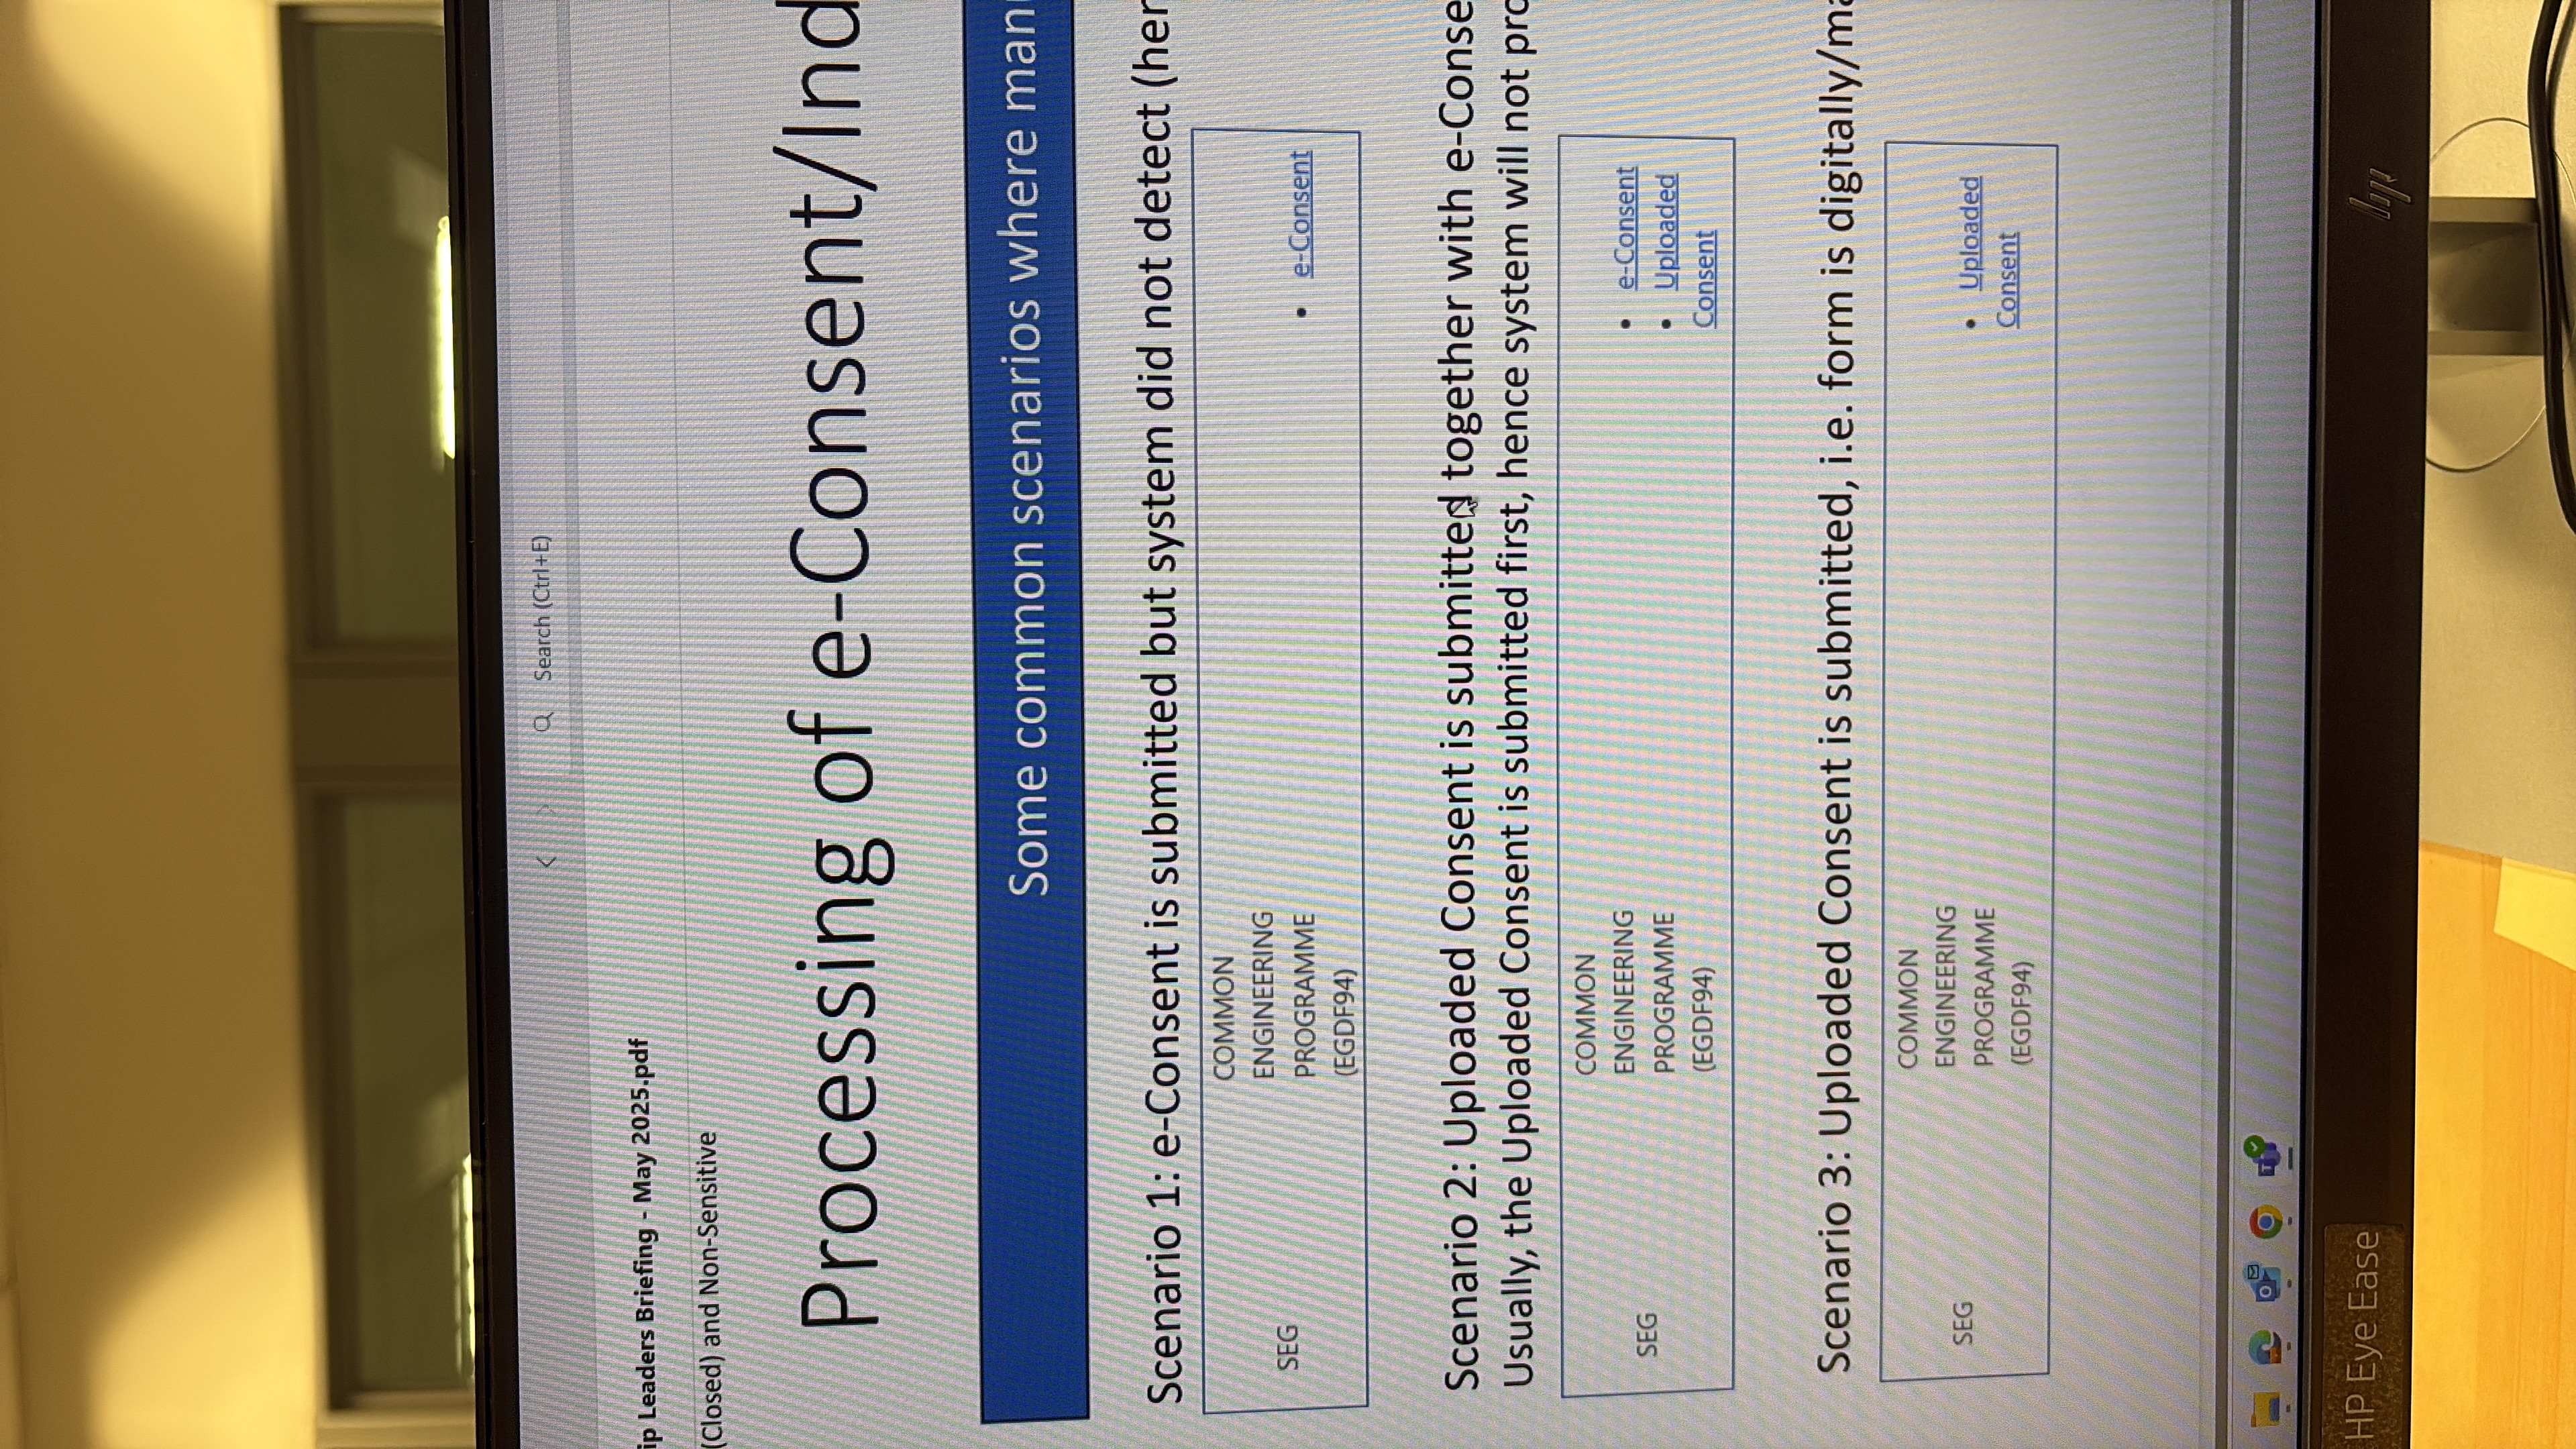 Search (Ctrl+E)
ip Leaders Briefing - May 2025.pdf
(Closed) and Non-Sensitive
Processing of e-Consent/Ind
Some common scenarios where man
Scenario 1: e-Consent is submitted but system did not detect (her
SEG
COMMON
ENGINEERING
PROGRAMME
(EGDF94)
• e-Consent
Scenario 2: Uploaded Consent is submitted together with e-Conse
Usually, the Uploaded Consent is submitted first, hence system will not pro
SEG
COMMON
ENGINEERING
PROGRAMME
(EGDF94)
• e-Consent
• Uploaded
Consent
Scenario 3: Uploaded Consent is submitted, i.e. form is digitally/ma
SEG
COMMON
ENGINEERING
PROGRAMME
(EGDF94)
• Uploaded
Consent
HP Eye Ease
hp